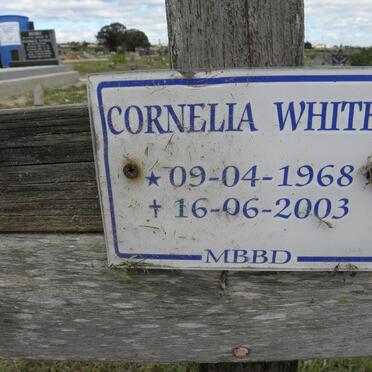 CORNELIA WHITE
★ 09-04-1968
✝ 16-06-2003
MBBD